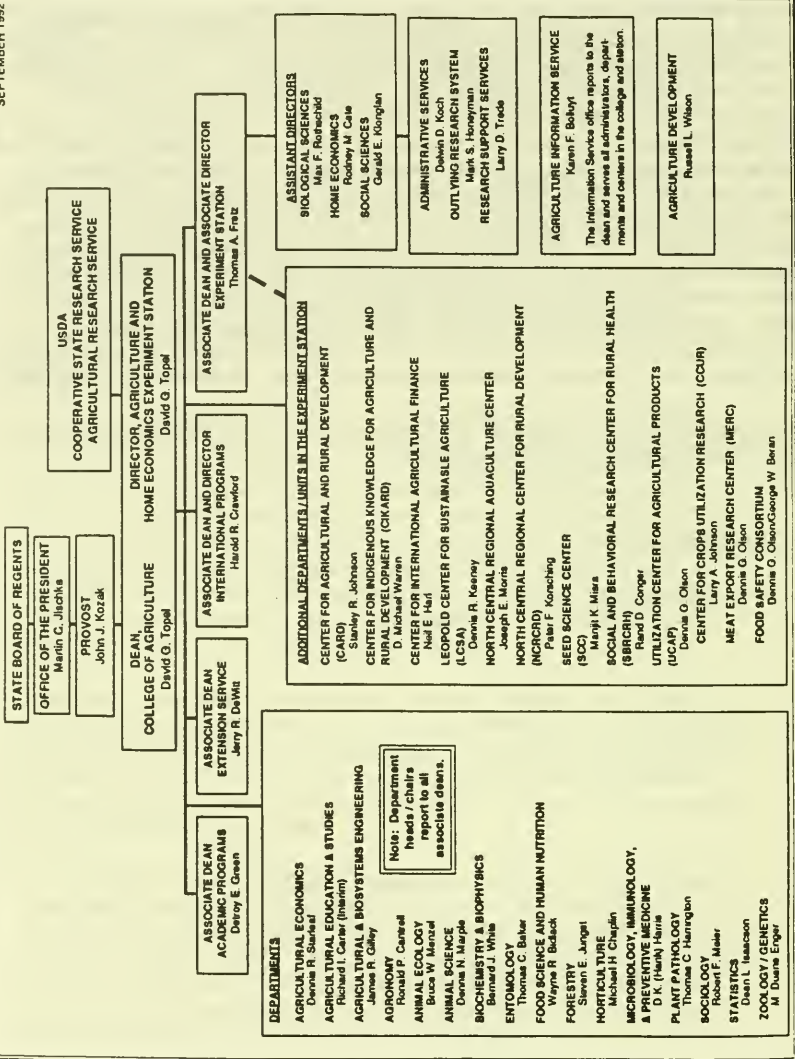 SEPTEMBER 1992
STATE BOARD OF REGENTS
OFFICE OF THE PRESIDENT
Martin C. Jischke
PROVOST
John J. Kozak
USDA
COOPERATIVE STATE RESEARCH SERVICE
AGRICULTURAL RESEARCH SERVICE
DEAN,
COLLEGE OF AGRICULTURE
David G. Topel
DIRECTOR, AGRICULTURE AND
HOME ECONOMICS EXPERIMENT STATION
David G. Topel
ASSOCIATE DEAN
ACADEMIC PROGRAMS
Detroy E. Green
ASSOCIATE DEAN
EXTENSION SERVICE
Jerry R. DeWitt
ASSOCIATE DEAN AND DIRECTOR
INTERNATIONAL PROGRAMS
Harold R. Crawford
ASSOCIATE DEAN AND ASSOCIATE DIRECTOR
EXPERIMENT STATION
Thomas A. Fretz
DEPARTMENTS
AGRICULTURAL ECONOMICS
Dennis R. Starleaf
AGRICULTURAL EDUCATION & STUDIES
Richard I. Carter (Interim)
AGRICULTURAL & BIOSYSTEMS ENGINEERING
James R. Gilley
AGRONOMY
Ronald P. Cantrell
ANIMAL ECOLOGY
Bruce W. Menzel
ANIMAL SCIENCE
Dennis N. Marple
BIOCHEMISTRY & BIOPHYSICS
Bernard J. White
ENTOMOLOGY
Thomas C. Baker
FOOD SCIENCE AND HUMAN NUTRITION
Wayne R. Bidlack
FORESTRY
Steven E. Jungst
HORTICULTURE
Michael H. Chaplin
MICROBIOLOGY, IMMUNOLOGY,
& PREVENTIVE MEDICINE
D.K. (Hank) Harris
PLANT PATHOLOGY
Thomas C. Harrington
SOCIOLOGY
Robert F. Meier
STATISTICS
Dean L. Isaacson
ZOOLOGY / GENETICS
M. Duane Enger
Note: Department
heads / chairs
report to all
associate deans.
ADDITIONAL DEPARTMENTS / UNITS IN THE EXPERIMENT STATION
CENTER FOR AGRICULTURAL AND RURAL DEVELOPMENT
(CARD)
Stanley R. Johnson
CENTER FOR INDIGENOUS KNOWLEDGE FOR AGRICULTURE AND
RURAL DEVELOPMENT (CIKARD)
D. Michael Warren
CENTER FOR INTERNATIONAL AGRICULTURAL FINANCE
Neil E. Harl
LEOPOLD CENTER FOR SUSTAINABLE AGRICULTURE
(LCSA)
Dennis R. Keeney
NORTH CENTRAL REGIONAL AQUACULTURE CENTER
Joseph E. Morris
NORTH CENTRAL REGIONAL CENTER FOR RURAL DEVELOPMENT
(NCRCRD)
Peter F. Korsching
SEED SCIENCE CENTER
(SCC)
Manjit K. Misra
SOCIAL AND BEHAVIORAL RESEARCH CENTER FOR RURAL HEALTH
(SBRCRH)
Rand D. Conger
UTILIZATION CENTER FOR AGRICULTURAL PRODUCTS
(UCAP)
Dennis G. Olson
CENTER FOR CROPS UTILIZATION RESEARCH (CCUR)
Larry A. Johnson
MEAT EXPORT RESEARCH CENTER (MERC)
Dennis G. Olson
FOOD SAFETY CONSORTIUM
Dennis G. Olson/George W. Beran
ASSISTANT DIRECTORS
BIOLOGICAL SCIENCES
Max F. Rothschild
HOME ECONOMICS
Rodney M. Cate
SOCIAL SCIENCES
Gerald E. Klonglan
ADMINISTRATIVE SERVICES
Delwin D. Koch
OUTLYING RESEARCH SYSTEM
Mark S. Honeyman
RESEARCH SUPPORT SERVICES
Larry D. Trede
AGRICULTURE INFORMATION SERVICE
Karen F. Bolluyt
The Information Service office reports to the
dean and serves all administrators, depart-
ments and centers in the college and station.
AGRICULTURE DEVELOPMENT
Russell L. Wilson